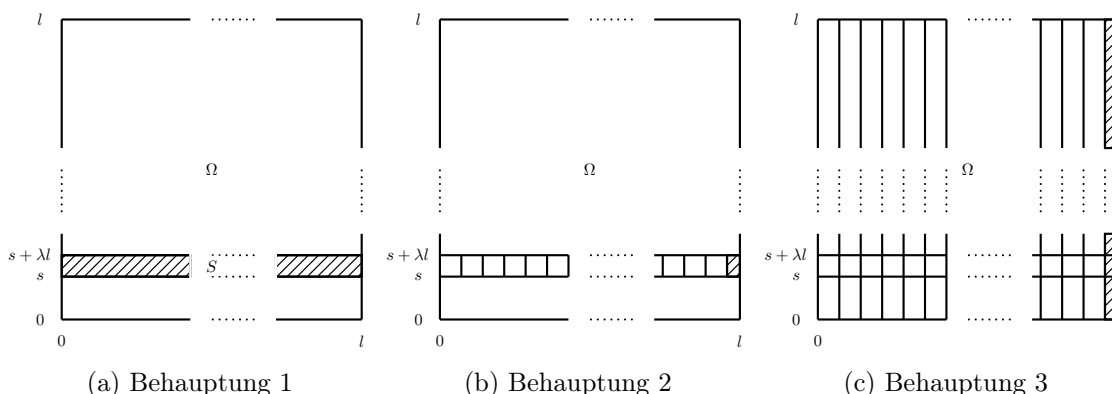 l
Ω
s + λl
S
s
0
0
l
(a) Behauptung 1
l
Ω
s + λl
s
0
0
l
(b) Behauptung 2
l
Ω
s + λl
s
0
0
(c) Behauptung 3